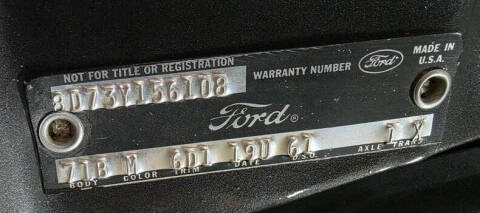 NOT FOR TITLE OR REGISTRATION
WARRANTY NUMBER
Ford
MADE IN
U.S.A.
8D73Y156108
Ford®
71B M 6D1 19U 61 1 X
BODY COLOR TRIM DATE D.S.O. AXLE TRANS